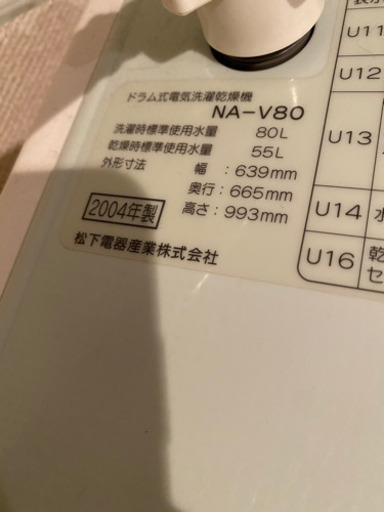 ドラム式電気洗濯乾燥機
NA-V80
洗濯時標準使用水量 80L
乾燥時標準使用水量 55L
外形寸法 幅：639mm
奥行：665mm
高さ：993mm
2004年製
松下電器産業株式会社
U11
U12
U13
U14 水
U16 乾
セ